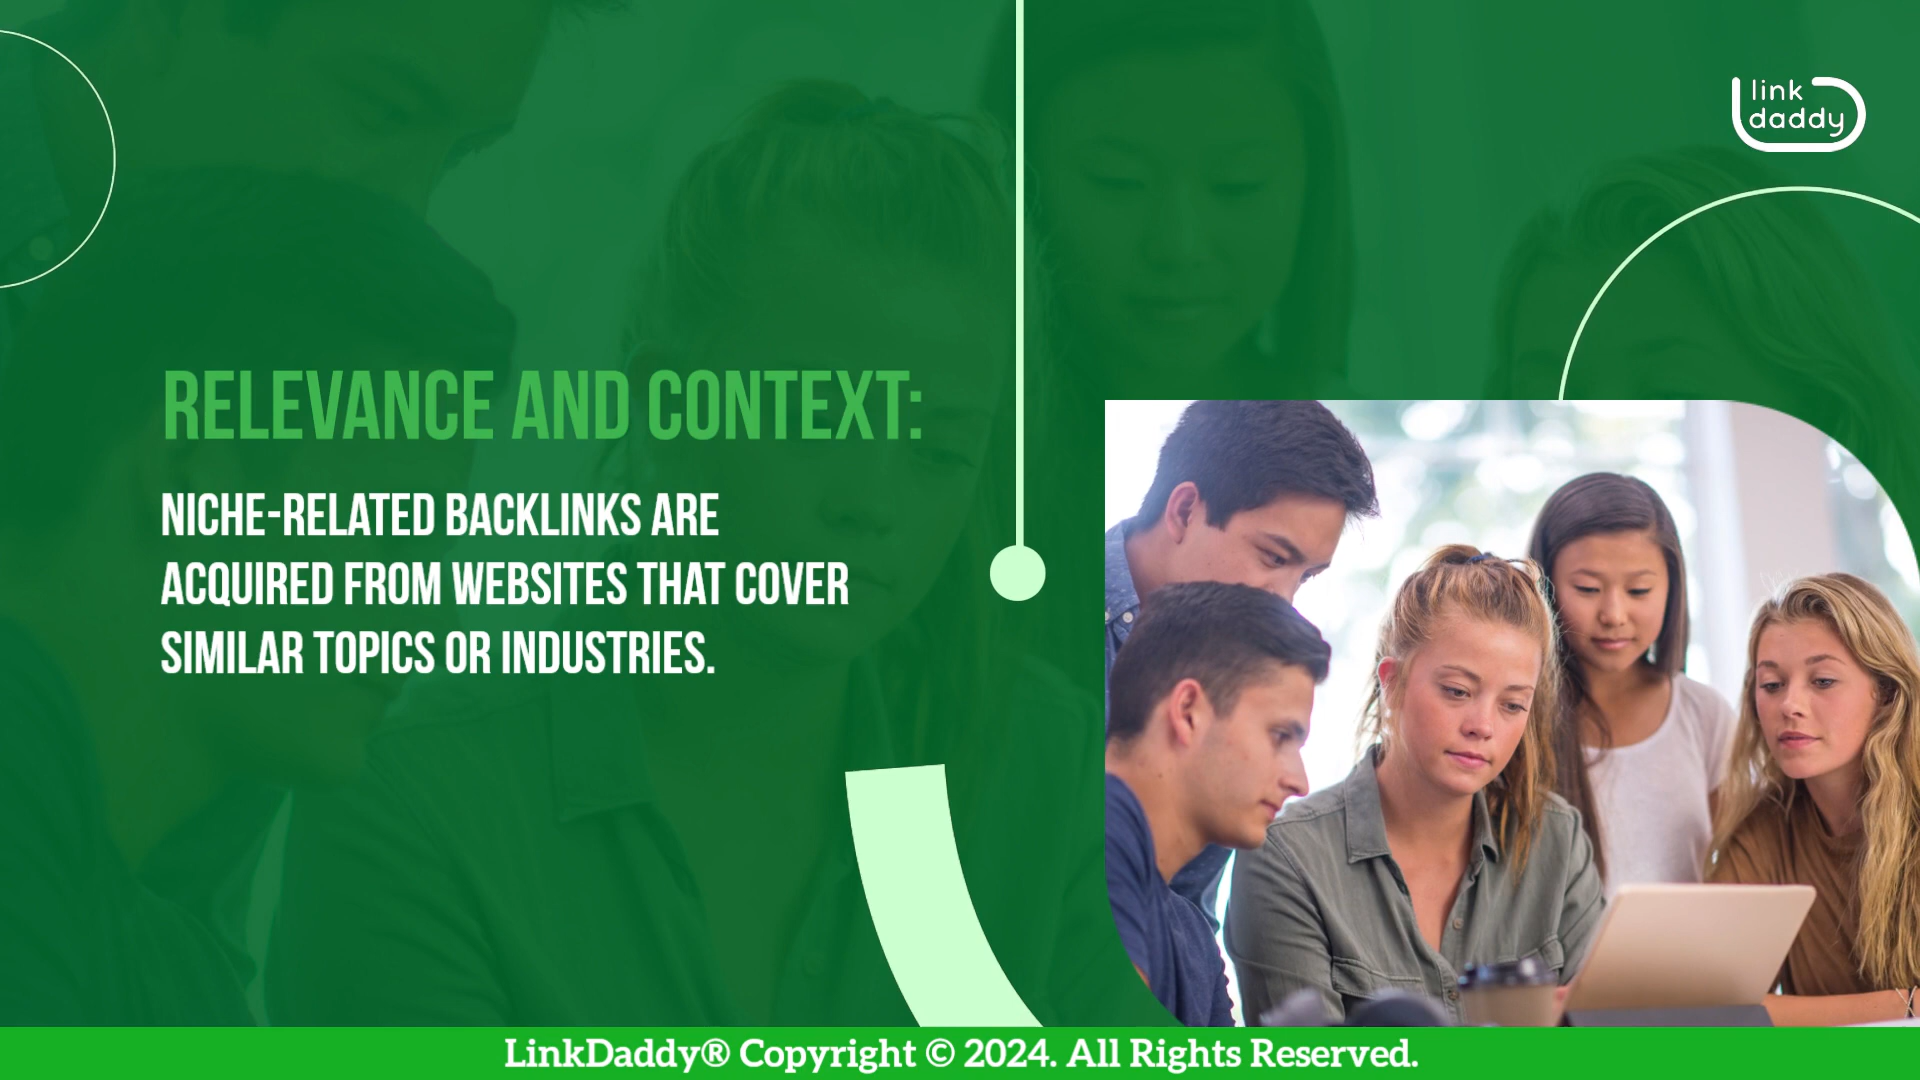 link
daddy
RELEVANCE AND CONTEXT:
NICHE-RELATED BACKLINKS ARE
ACQUIRED FROM WEBSITES THAT COVER
SIMILAR TOPICS OR INDUSTRIES.
LinkDaddy® Copyright © 2024. All Rights Reserved.